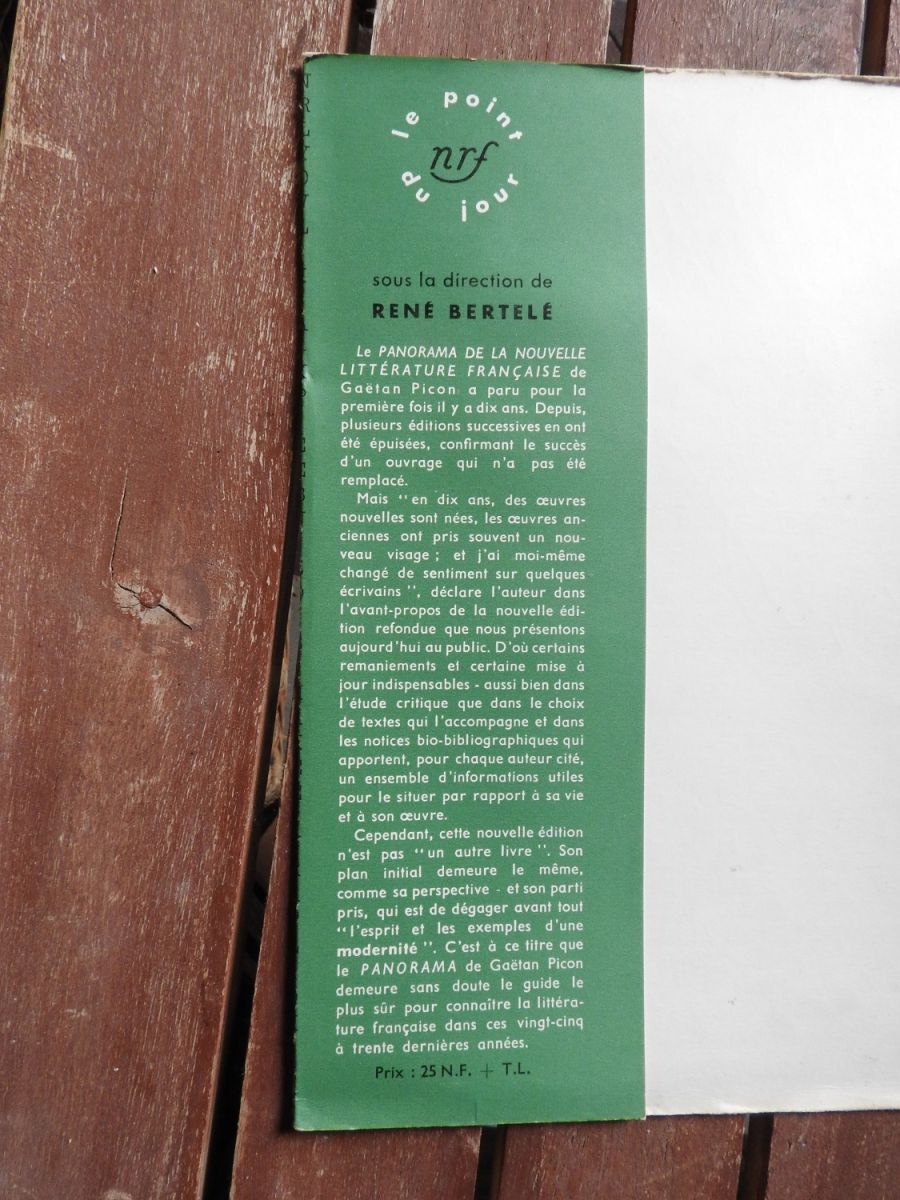 le point
nrf
du jour
sous la direction de
RENÉ BERTELÉ
Le PANORAMA DE LA NOUVELLE
LITTÉRATURE FRANÇAISE de
Gaëtan Picon a paru pour la
première fois il y a dix ans. Depuis,
plusieurs éditions successives en ont
été épuisées, confirmant le succès
d'un ouvrage qui n'a pas été
remplacé.
Mais "en dix ans, des œuvres
nouvelles sont nées, les œuvres an-
ciennes ont pris souvent un nou-
veau visage ; et j'ai moi-même
changé de sentiment sur quelques
écrivains", déclare l'auteur dans
l'avant-propos de la nouvelle édi-
tion refondue que nous présentons
aujourd'hui au public. D'où certains
remaniements et certaine mise à
jour indispensables - aussi bien dans
l'étude critique que dans le choix
de textes qui l'accompagne et dans
les notices bio-bibliographiques qui
apportent, pour chaque auteur cité,
un ensemble d'informations utiles
pour le situer par rapport à sa vie
et à son œuvre.
Cependant, cette nouvelle édition
n'est pas "un autre livre". Son
plan initial demeure le même,
comme sa perspective - et son parti
pris, qui est de dégager avant tout
"l'esprit et les exemples d'une
modernité". C'est à ce titre que
le PANORAMA de Gaëtan Picon
demeure sans doute le guide le
plus sûr pour connaître la littéra-
ture française dans ces vingt-cinq
à trente dernières années.
Prix : 25 N.F. + T.L.